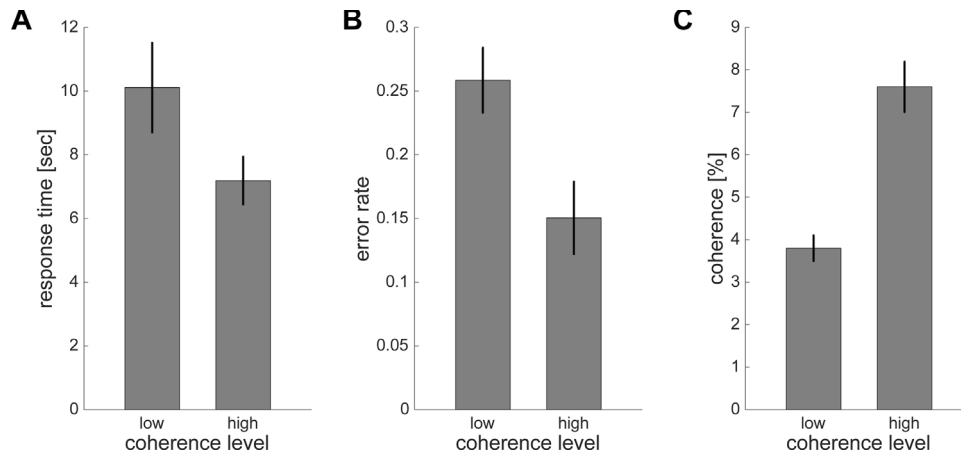 A
response time [sec]
12
10
8
6
4
2
0
low
high
coherence level
B
error rate
0.3
0.25
0.2
0.15
0.1
0.05
0
low
high
coherence level
C
coherence [%]
9
8
7
6
5
4
3
2
1
0
low
high
coherence level